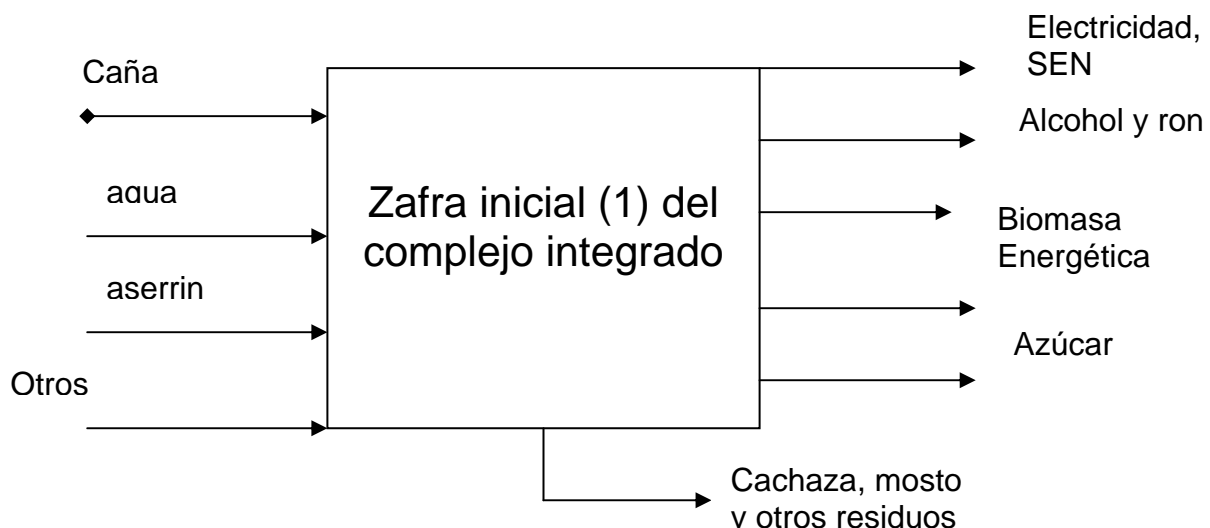 Caña
agua
aserrin
Otros
Zafra inicial (1) del
complejo integrado
Electricidad,
SEN
Alcohol y ron
Biomasa
Energética
Azúcar
Cachaza, mosto
y otros residuos